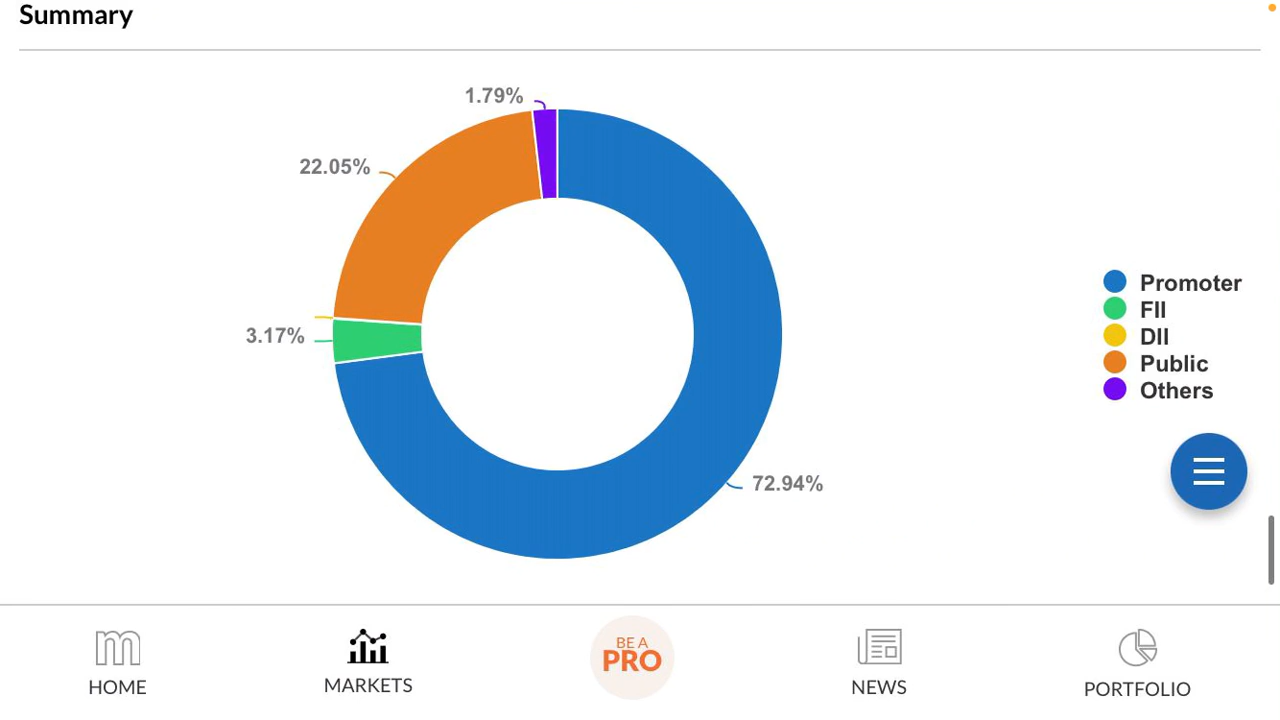 Summary
1.79%
22.05%
3.17%
72.94%
Promoter
FII
DII
Public
Others
BE A
PRO
m
HOME
MARKETS
NEWS
PORTFOLIO